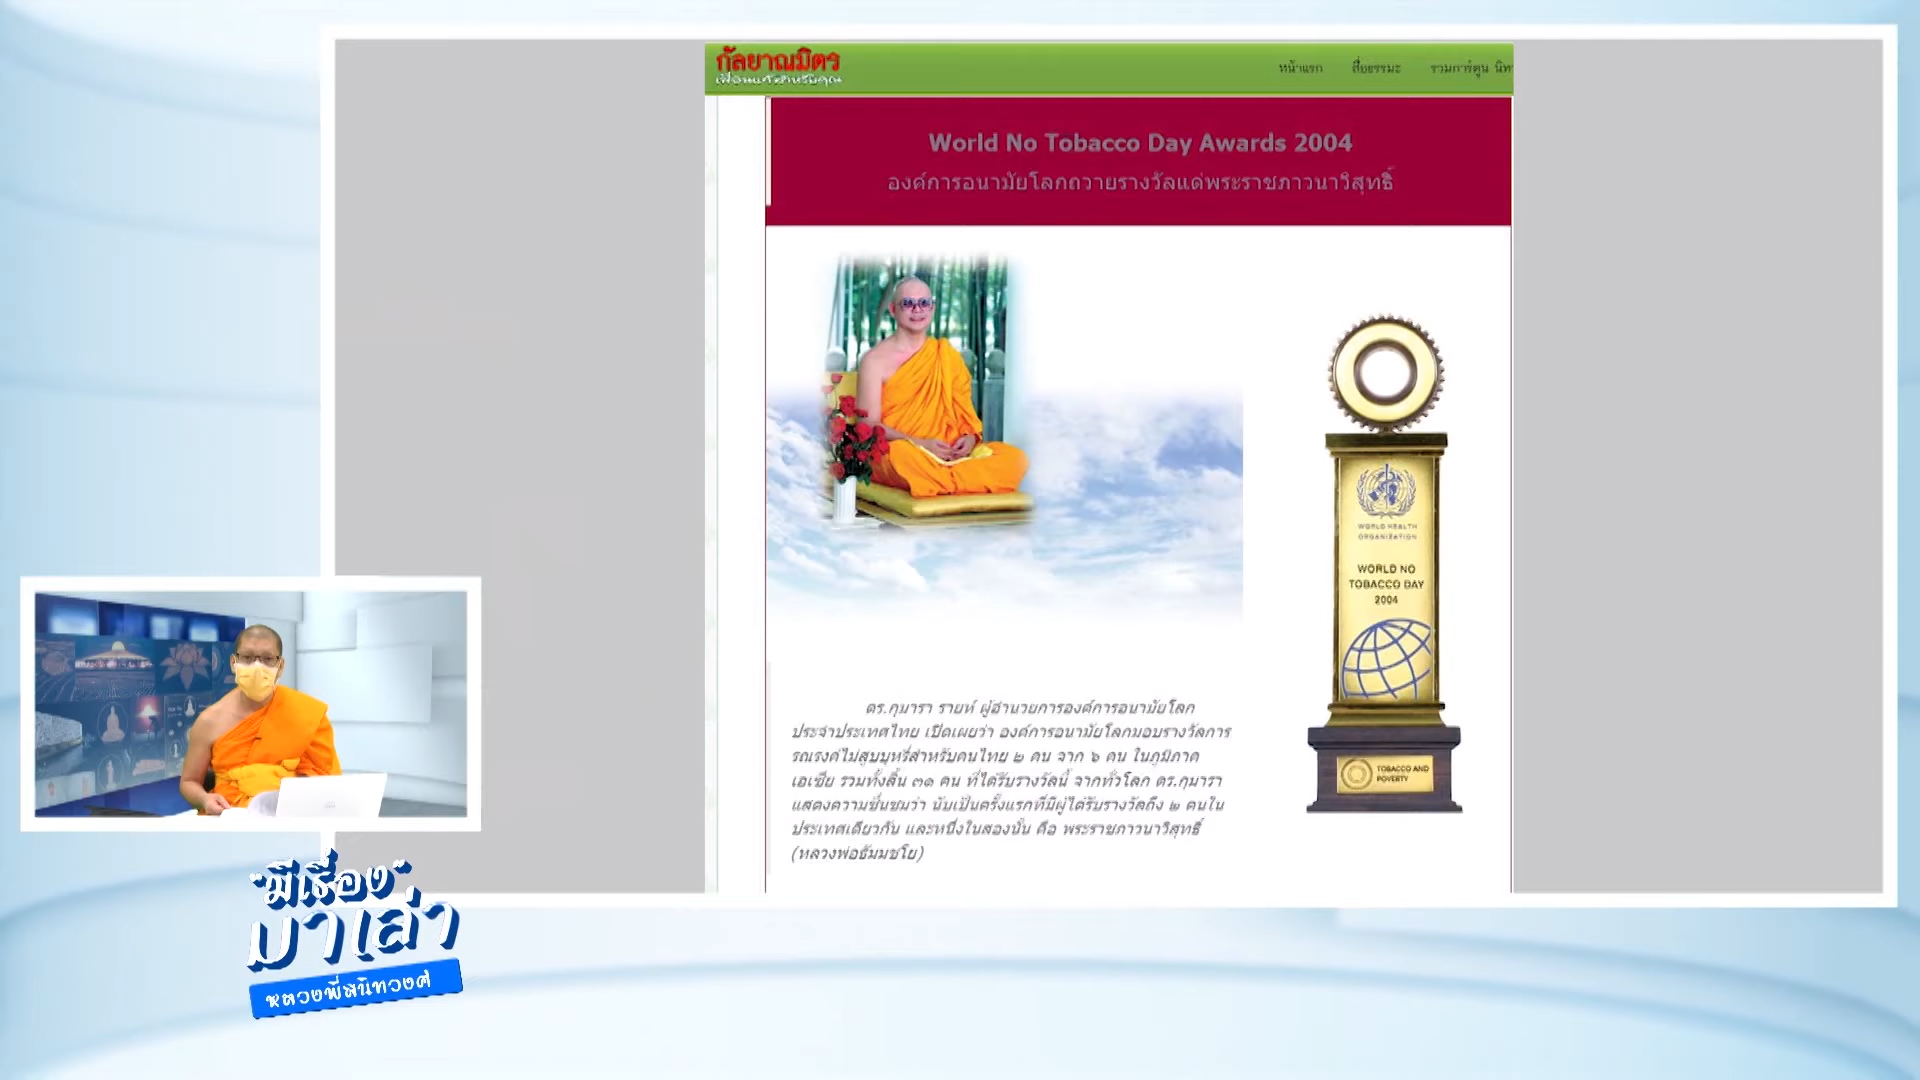 กัลยาณมิตร
เพื่อนแท้สำหรับคุณ
หน้าแรก สื่อธรรมะ รวมการ์ตูน นิท
World No Tobacco Day Awards 2004
องค์การอนามัยโลกถวายรางวัลแด่พระราชภาวนาวิสุทธิ์
WORLD HEALTH
ORGANIZATION
WORLD NO
TOBACCO DAY
2004
TOBACCO AND
POVERTY
ดร.กุมารา รายห์ ผู้อำนวยการองค์การอนามัยโลก
ประจำประเทศไทย เปิดเผยว่า องค์การอนามัยโลกมอบรางวัลการ
รณรงค์ไม่สูบบุหรี่สำหรับคนไทย ๒ คน จาก ๖ คน ในภูมิภาค
เอเชีย รวมทั้งสิ้น ๓๑ คน ที่ได้รับรางวัลนี้ จากทั่วโลก ดร.กุมารา
แสดงความชื่นชมว่า นับเป็นครั้งแรกที่มีผู้ได้รับรางวัลถึง ๒ คนใน
ประเทศเดียวกัน และหนึ่งในสองนั้น คือ พระราชภาวนาวิสุทธิ์
(หลวงพ่อธัมมชโย)
"มีเรื่อง"
มาเล่า
หลวงพี่สนิทวงศ์